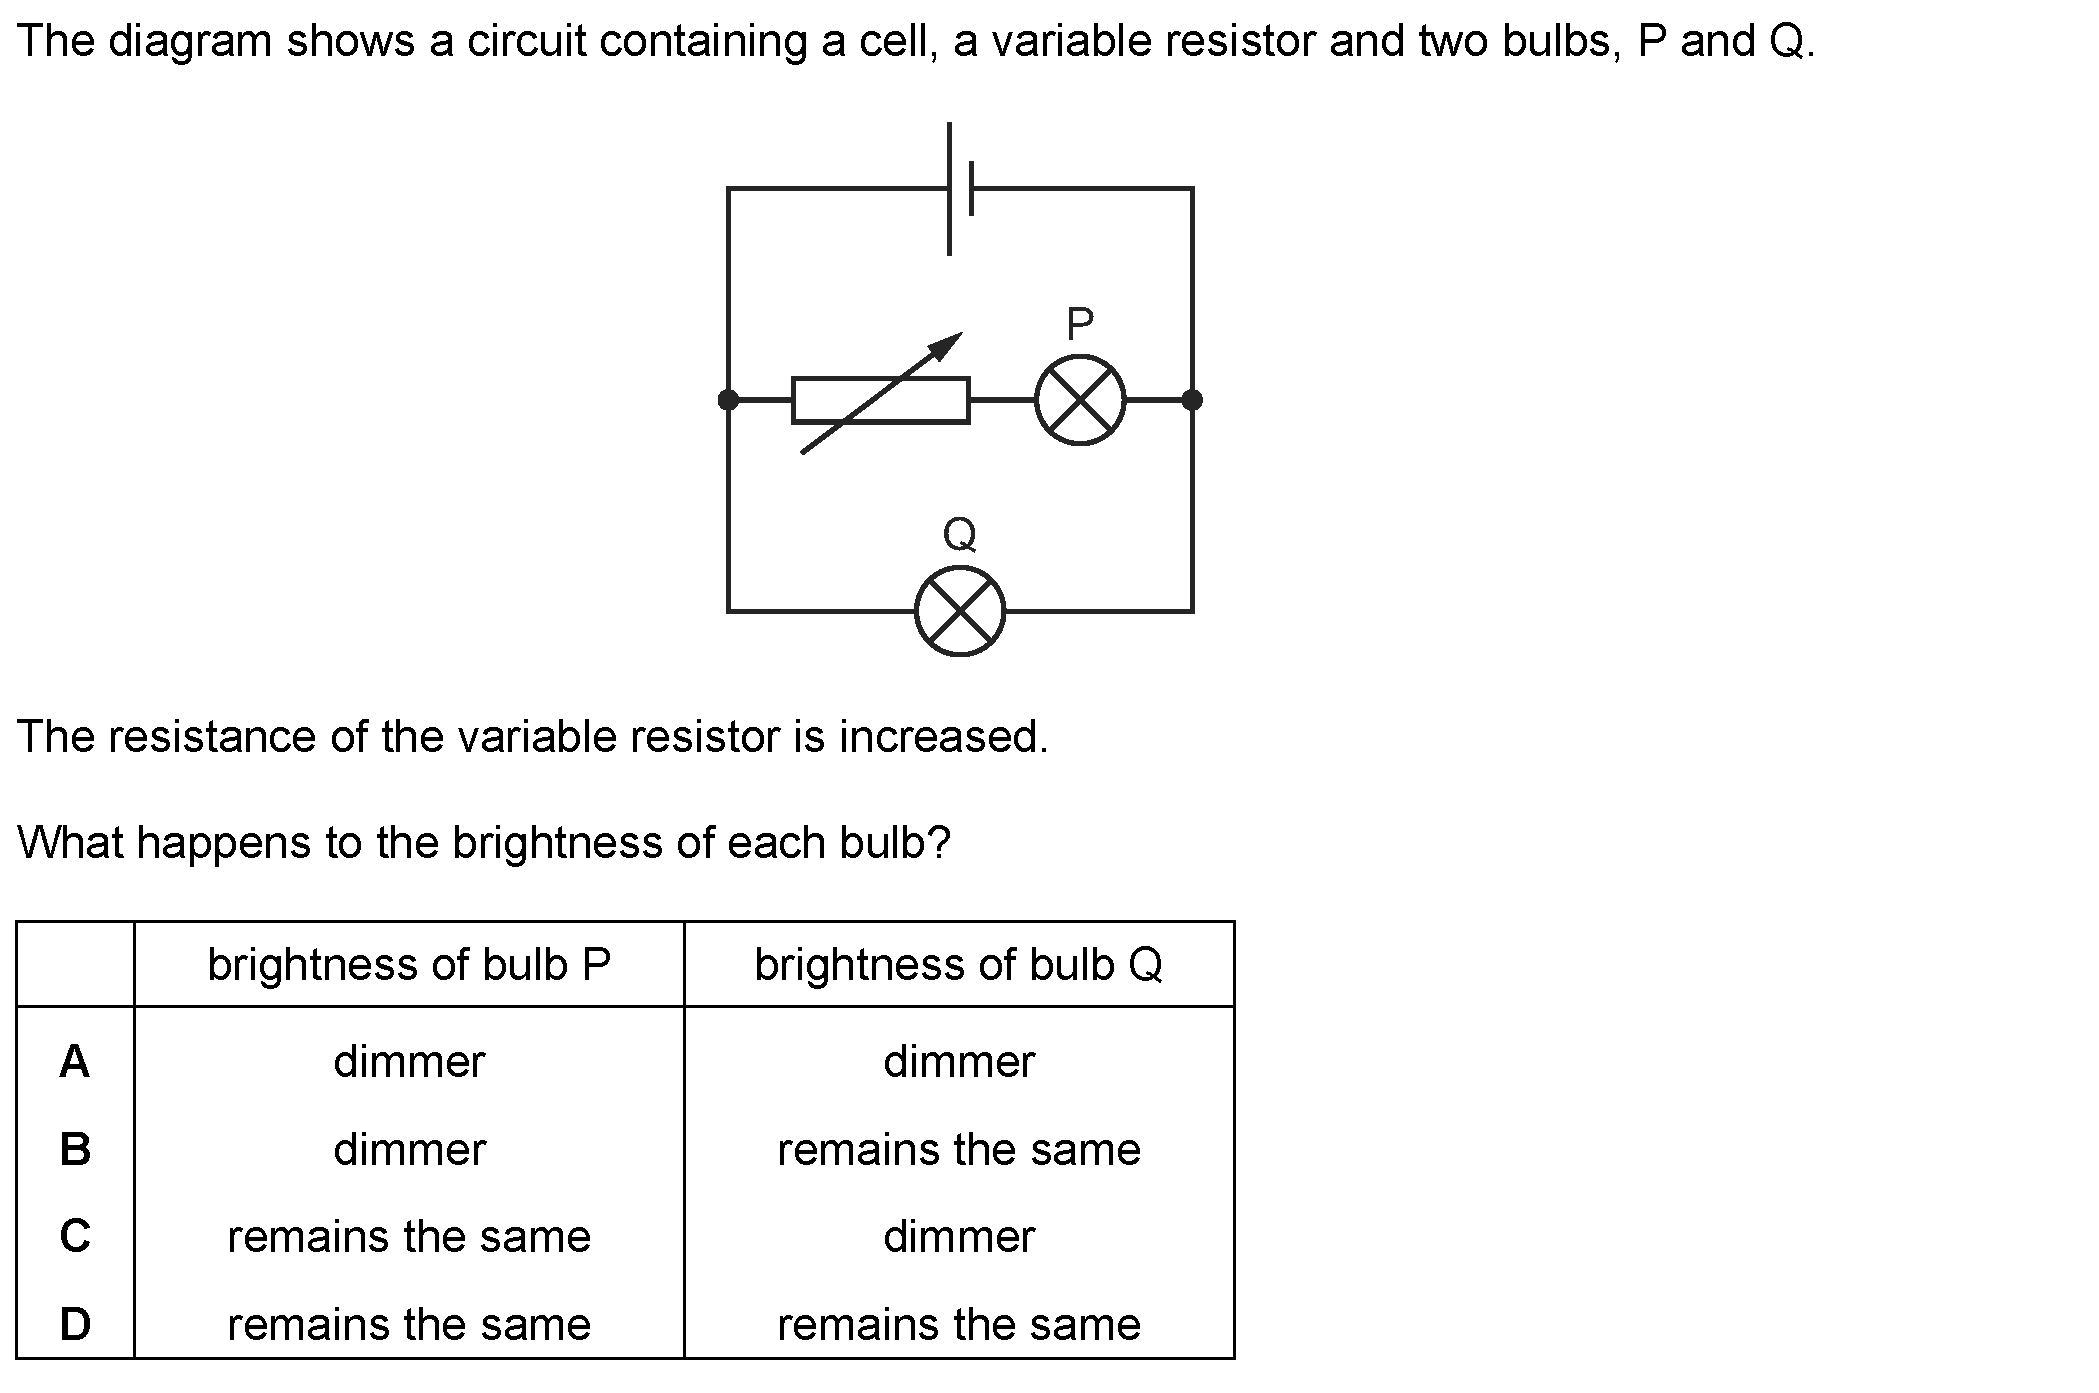 The diagram shows a circuit containing a cell, a variable resistor and two bulbs, P and Q.
P
Q
The resistance of the variable resistor is increased.
What happens to the brightness of each bulb?
brightness of bulb P brightness of bulb Q
A dimmer dimmer
B dimmer remains the same
C remains the same dimmer
D remains the same remains the same